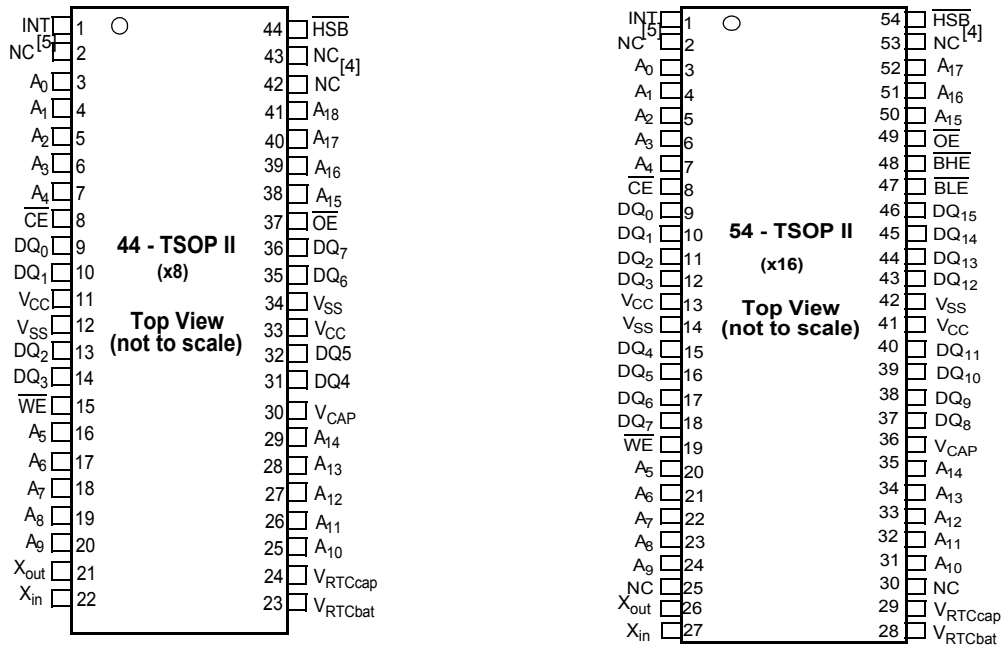 INT 1 44 HSB
NC [5] 2 43 NC [4]
A0 3 42 NC
A1 4 41 A18
A2 5 40 A17
A3 6 39 A16
A4 7 38 A15
CE 8 37 OE
DQ0 9 36 DQ7
DQ1 10 35 DQ6
VCC 11 34 VSS
VSS 12 33 VCC
DQ2 13 32 DQ5
DQ3 14 31 DQ4
WE 15 30 VCAP
A5 16 29 A14
A6 17 28 A13
A7 18 27 A12
A8 19 26 A11
A9 20 25 A10
Xout 21 24 VRTCcap
Xin 22 23 VRTCbat
44 - TSOP II
(x8)
Top View
(not to scale)
INT 1 54 HSB
NC [5] 2 53 NC [4]
A0 3 52 A17
A1 4 51 A16
A2 5 50 A15
A3 6 49 OE
A4 7 48 BHE
CE 8 47 BLE
DQ0 9 46 DQ15
DQ1 10 45 DQ14
DQ2 11 44 DQ13
DQ3 12 43 DQ12
VCC 13 42 VSS
VSS 14 41 VCC
DQ4 15 40 DQ11
DQ5 16 39 DQ10
DQ6 17 38 DQ9
DQ7 18 37 DQ8
WE 19 36 VCAP
A5 20 35 A14
A6 21 34 A13
A7 22 33 A12
A8 23 32 A11
A9 24 31 A10
NC 25 30 NC
Xout 26 29 VRTCcap
Xin 27 28 VRTCbat
54 - TSOP II
(x16)
Top View
(not to scale)